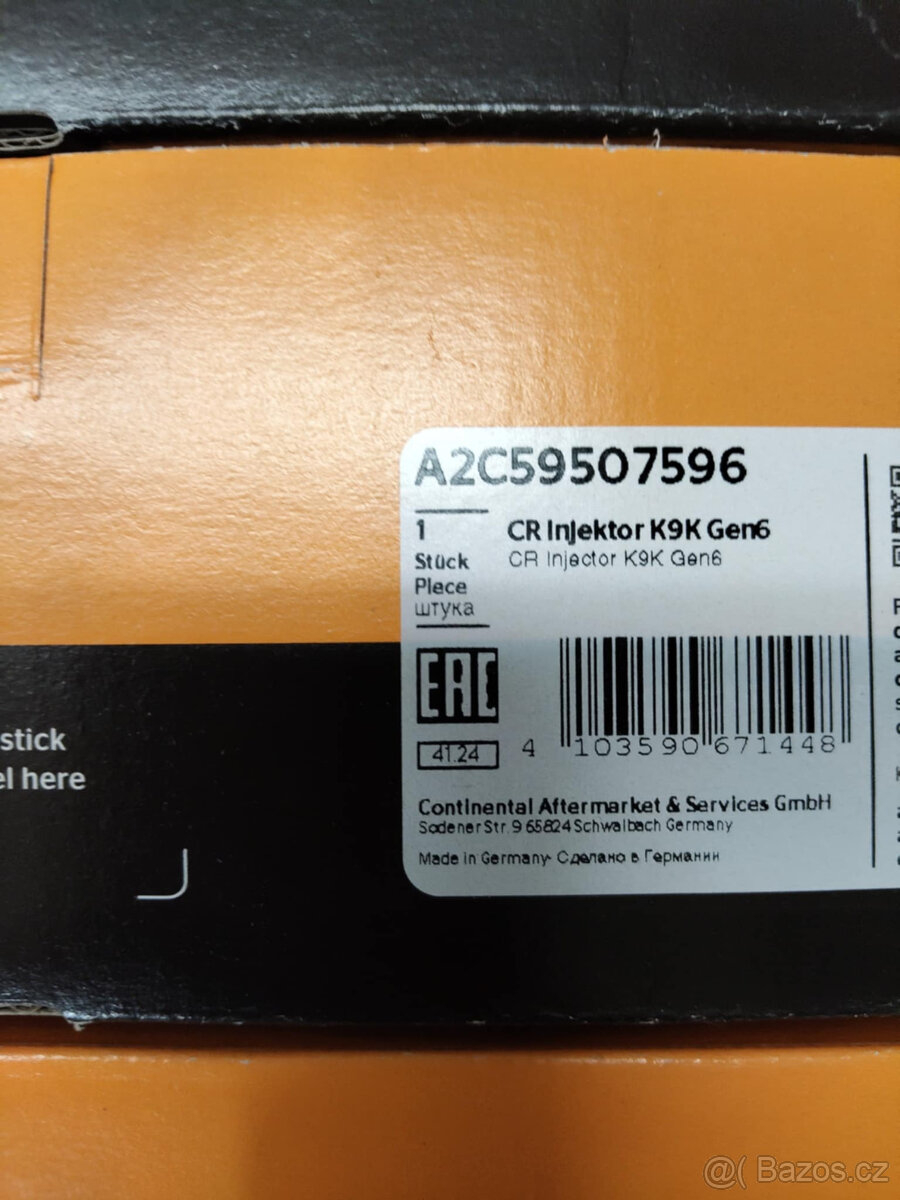 A2C59507596
1
Stück
Piece
штука
CR Injektor K9K Gen6
CR Injector K9K Gen6
EAC
41.24
4 103590 671448
Continental Aftermarket & Services GmbH
Sodener Str. 9 65824 Schwalbach Germany
Made in Germany· Сделано в Германии
stick
el here
@( Bazos.cz